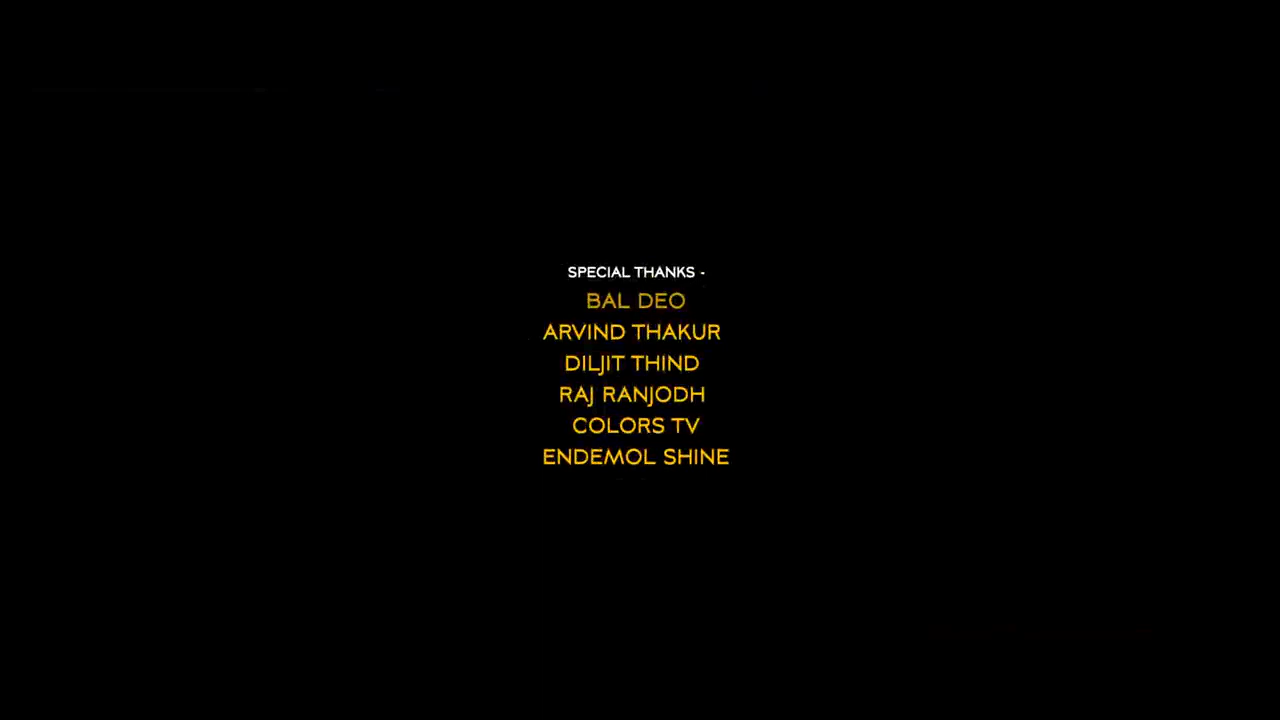 SPECIAL THANKS -
BAL DEO
ARVIND THAKUR
DILJIT THIND
RAJ RANJODH
COLORS TV
ENDEMOL SHINE